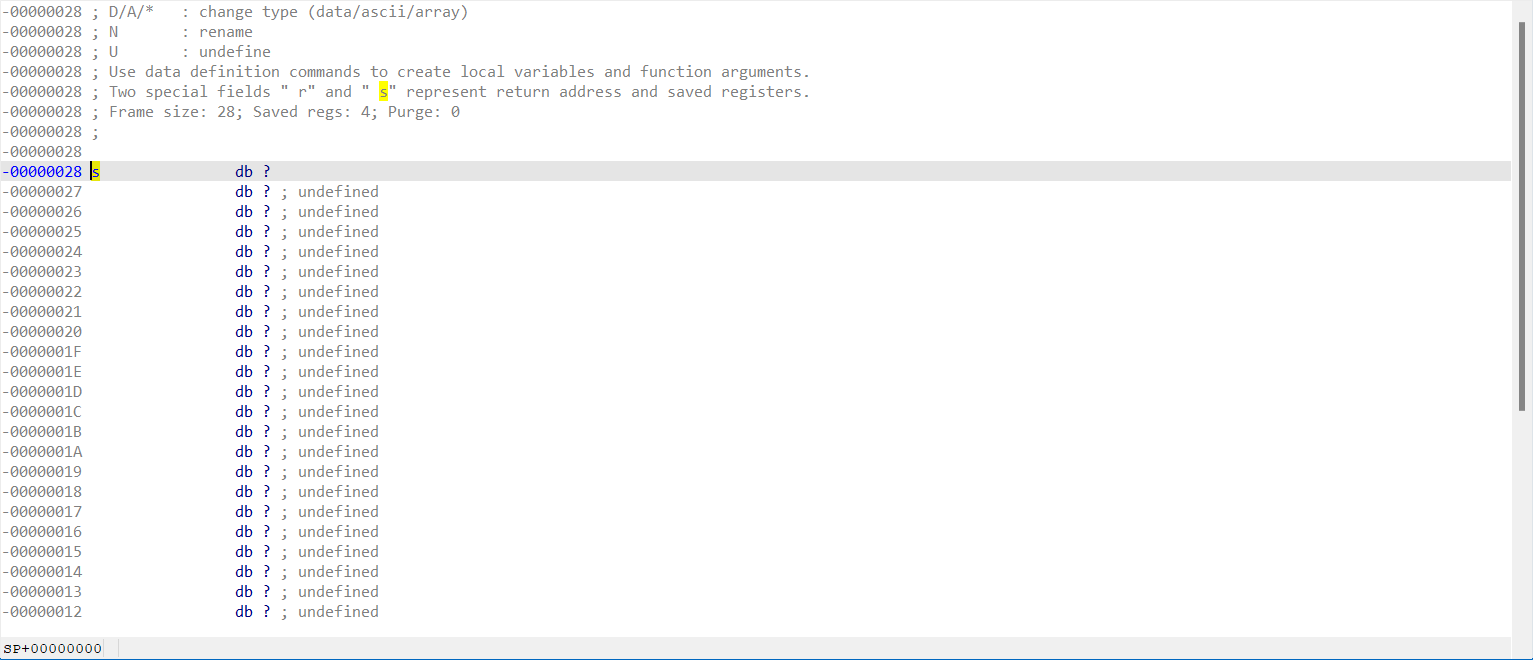 -00000028 ; D/A/*   : change type (data/ascii/array)
-00000028 ; N       : rename
-00000028 ; U       : undefine
-00000028 ; Use data definition commands to create local variables and function arguments.
-00000028 ; Two special fields " r" and " s" represent return address and saved registers.
-00000028 ; Frame size: 28; Saved regs: 4; Purge: 0
-00000028 ;
-00000028
-00000028 s               db ?
-00000027                 db ? ; undefined
-00000026                 db ? ; undefined
-00000025                 db ? ; undefined
-00000024                 db ? ; undefined
-00000023                 db ? ; undefined
-00000022                 db ? ; undefined
-00000021                 db ? ; undefined
-00000020                 db ? ; undefined
-0000001F                 db ? ; undefined
-0000001E                 db ? ; undefined
-0000001D                 db ? ; undefined
-0000001C                 db ? ; undefined
-0000001B                 db ? ; undefined
-0000001A                 db ? ; undefined
-00000019                 db ? ; undefined
-00000018                 db ? ; undefined
-00000017                 db ? ; undefined
-00000016                 db ? ; undefined
-00000015                 db ? ; undefined
-00000014                 db ? ; undefined
-00000013                 db ? ; undefined
-00000012                 db ? ; undefined
SP+00000000